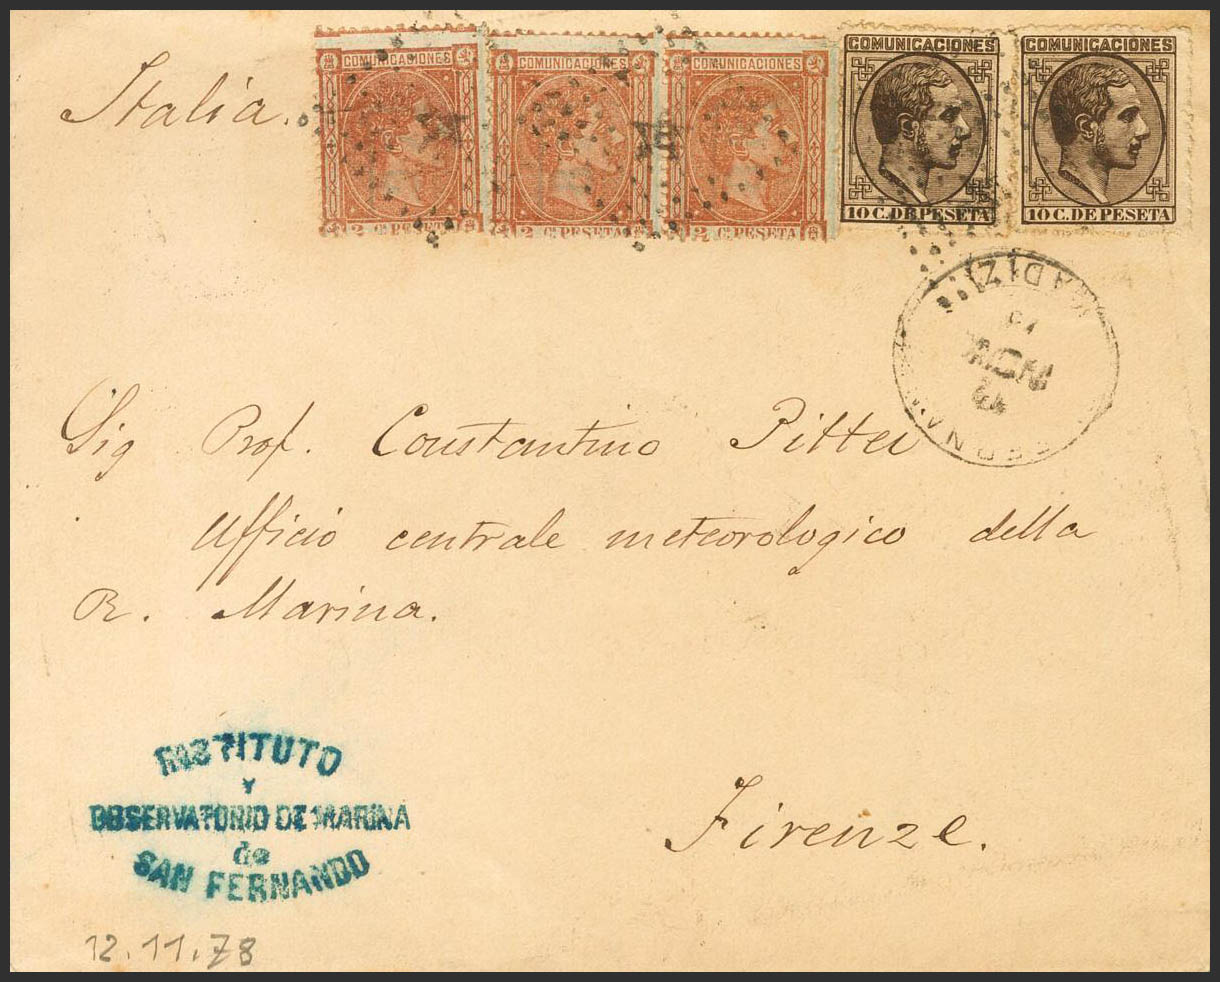 Italia.
COMUNICACIONES COMUNICACIONES COMUNICACIONES COMUNICACIONES COMUNICACIONES
2 C. PESETA 2 C. PESETA 2 C. PESETA 10 C. DE PESETA 10 C. DE PESETA
Sig Prof. Constantino Pittei
Ufficio centrale meteorologico della
R. Marina.
INSTITUTO
Y
OBSERVATORIO DE MARINA
de
SAN FERNANDO
Firenze.
12.11.78